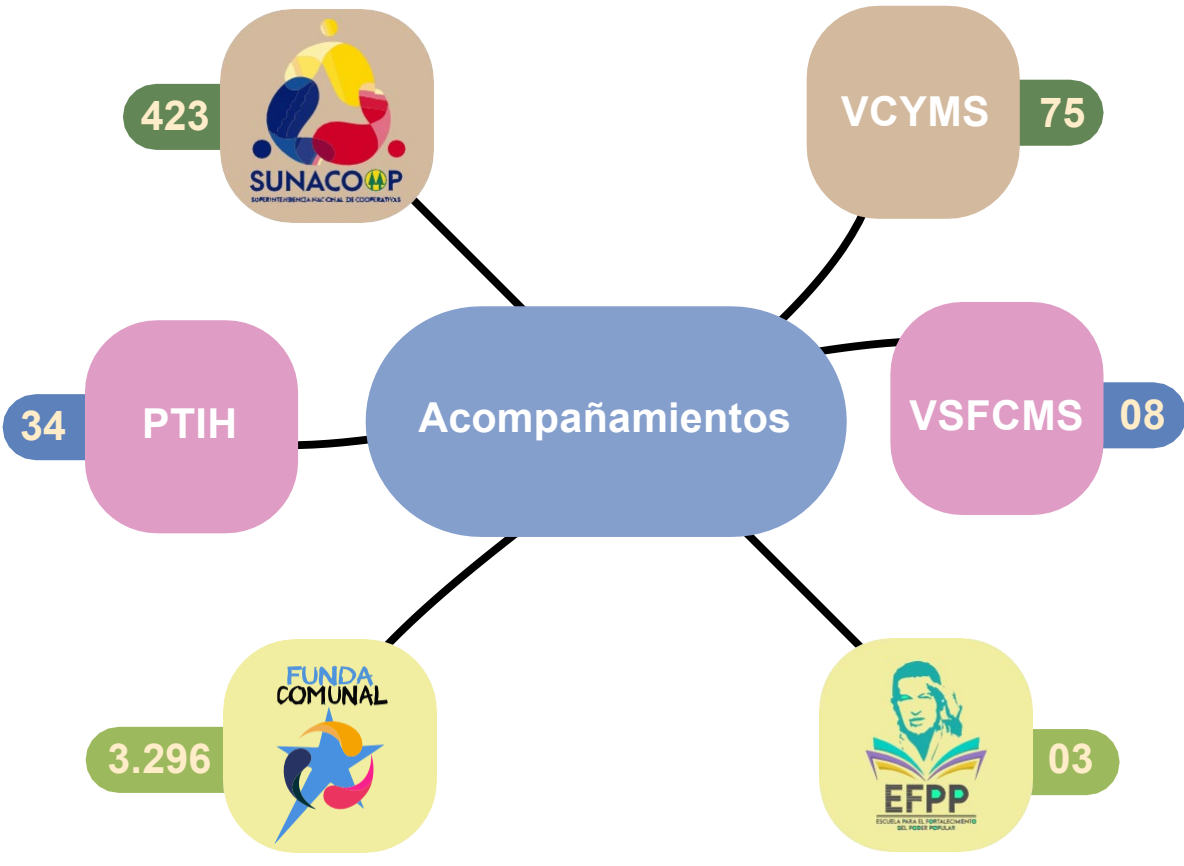 423
SUNACOOP
SUPERINTENDENCIA NACIONAL DE COOPERATIVAS
VCYMS
75
34
PTIH
Acompañamientos
VSFCMS
08
3.296
FUNDA
COMUNAL
EFPP
ESCUELA PARA EL FORTALECIMIENTO
DEL PODER POPULAR
03